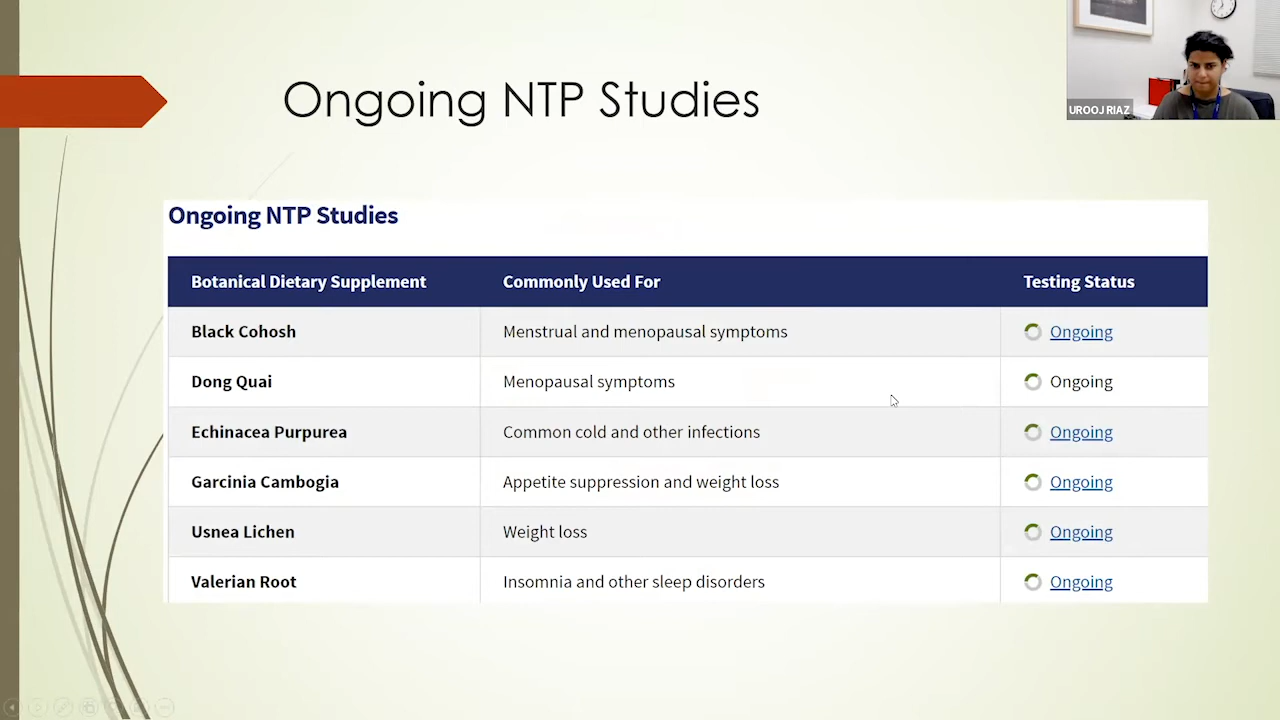 Ongoing NTP Studies
UROOJ RIAZ
Ongoing NTP Studies
Botanical Dietary Supplement Commonly Used For Testing Status
Black Cohosh Menstrual and menopausal symptoms Ongoing
Dong Quai Menopausal symptoms Ongoing
Echinacea Purpurea Common cold and other infections Ongoing
Garcinia Cambogia Appetite suppression and weight loss Ongoing
Usnea Lichen Weight loss Ongoing
Valerian Root Insomnia and other sleep disorders Ongoing